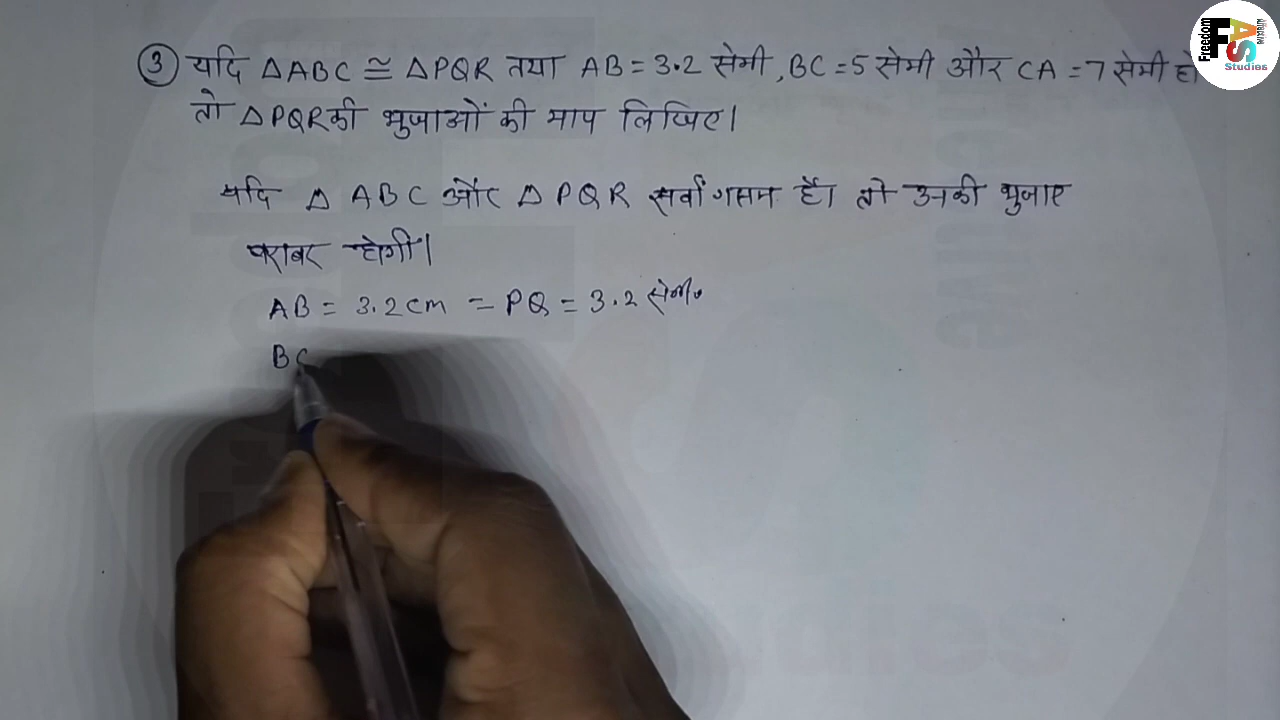 ③ यदि △ABC ≅ △PQR तथा AB = 3.2 सेमी, BC = 5 सेमी और CA = 7 सेमी हो
तो △PQR की भुजाओं की माप लिजिए।
यदि △ ABC और △ PQR सर्वांगसम है। तो उनकी भुजाए
बराबर होगी।
AB = 3.2 cm = PQ = 3.2 सेमी.
BC
Freedom
FAS
Studies